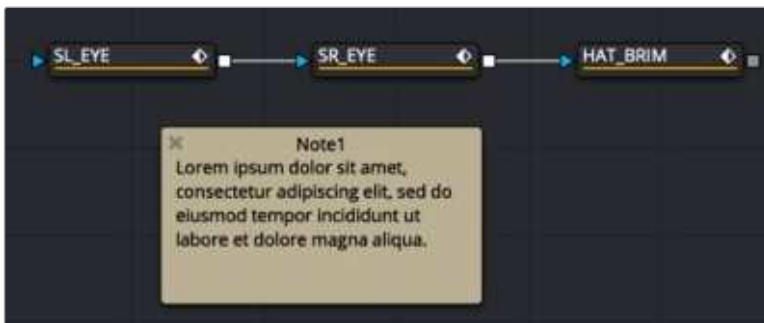 SL_EYE
SR_EYE
HAT_BRIM
Note1
Lorem ipsum dolor sit amet,
consectetur adipiscing elit, sed do
eiusmod tempor incididunt ut
labore et dolore magna aliqua.